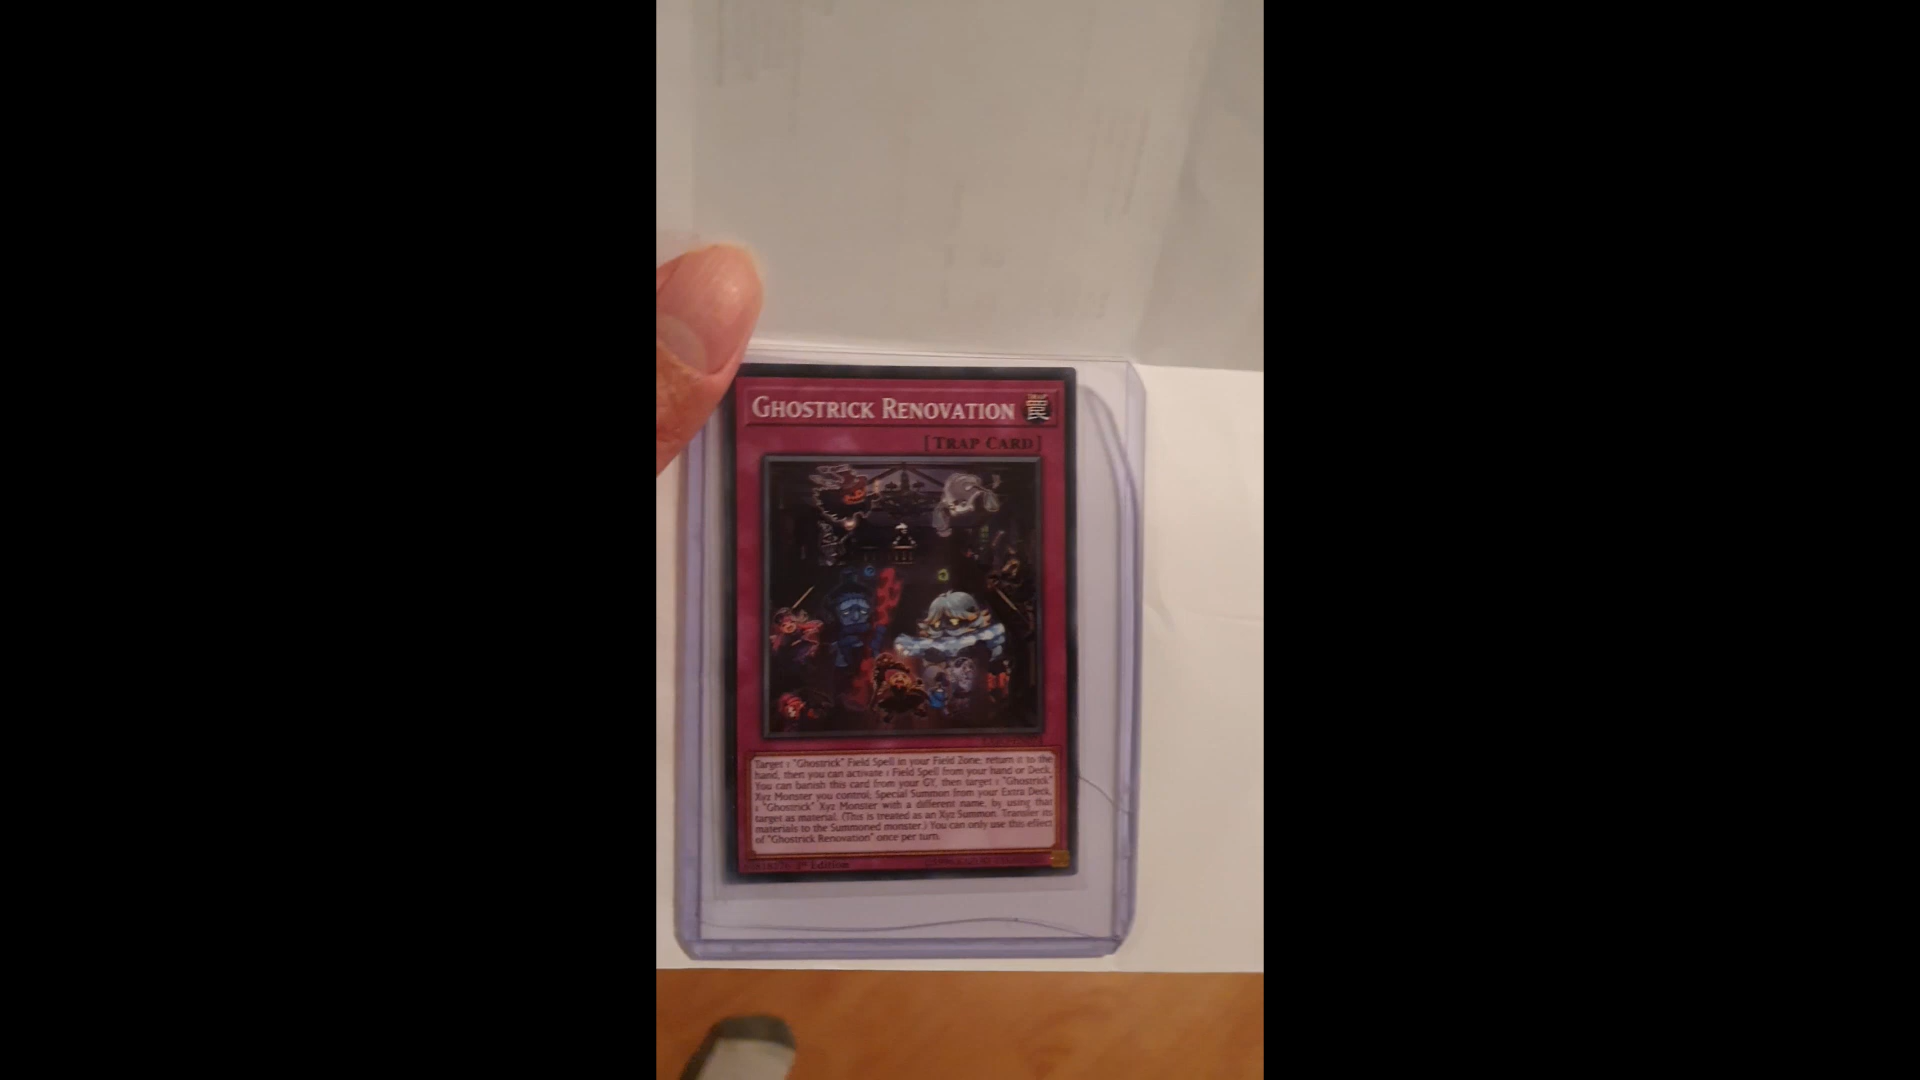 GHOSTRICK RENOVATION
TRAP
罠
[TRAP CARD]
Target 1 "Ghostrick" Field Spell in your Field Zone; return it to the
hand, then you can activate 1 Field Spell from your hand or Deck.
You can banish this card from your GY, then target 1 "Ghostrick"
Xyz Monster you control; Special Summon from your Extra Deck,
1 "Ghostrick" Xyz Monster with a different name, by using that
target as material. (This is treated as an Xyz Summon. Transfer its
materials to the Summoned monster.) You can only use this effect
of "Ghostrick Renovation" once per turn.
1st Edition